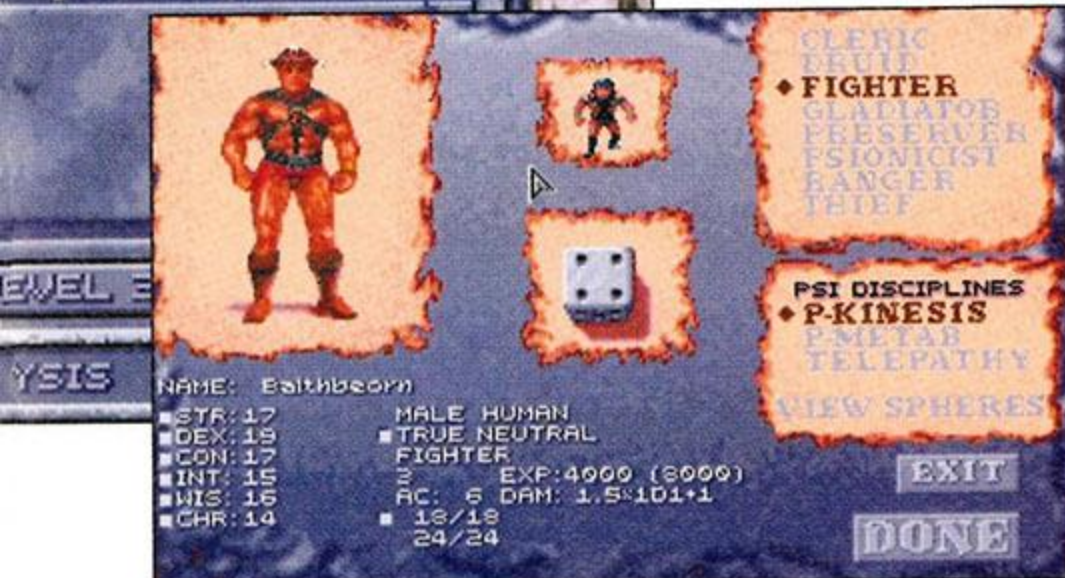 CLERIC
DRUID
FIGHTER
GLADIATOR
PRESERVER
PSIONICIST
RANGER
THIEF
PSI DISCIPLINES
P-KINESIS
P-METAB
TELEPATHY
VIEW SPHERES
EXIT
DONE
EVEL 3
YSIS
NAME: Balthbeorn
STR:17 MALE HUMAN
DEX:19 TRUE NEUTRAL
CON:17 FIGHTER
INT:15 3 EXP:4000 (8000)
WIS:16 AC: 6 DAM: 1.5x1D1+1
CHR:14 18/18
24/24